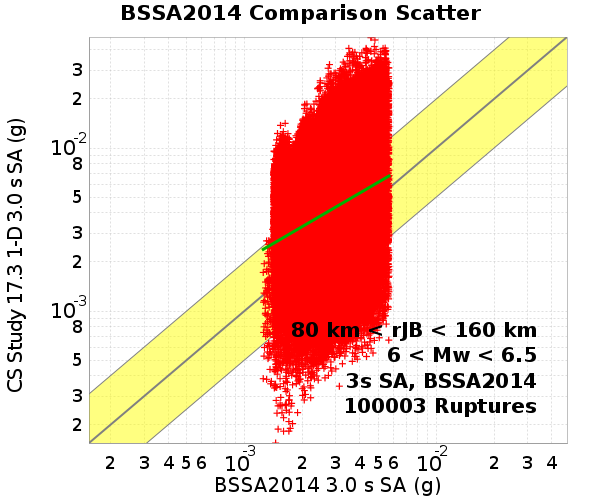 BSSA2014 Comparison Scatter
CS Study 17.3 1-D 3.0 s SA (g)
3
2
10-2
8
5
3
2
10-3
8
5
3
2
80 km < rJB < 160 km
6 < Mw < 6.5
3s SA, BSSA2014
100003 Ruptures
2 3 4 5 6 10-3 2 3 4 5 6 10-2 2 3 4
BSSA2014 3.0 s SA (g)